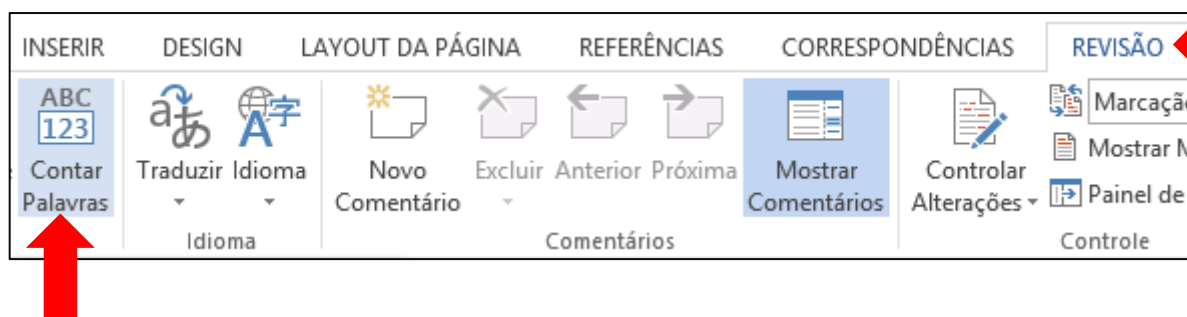 INSERIR DESIGN LAYOUT DA PÁGINA REFERÊNCIAS CORRESPONDÊNCIAS REVISÃO
ABC
123
Contar
Palavras
Traduzir
Idioma
Idioma
Novo
Comentário
Excluir
Anterior
Próxima
Mostrar
Comentários
Comentários
Controlar
Alterações
Marcação
Mostrar M
Painel de
Controle